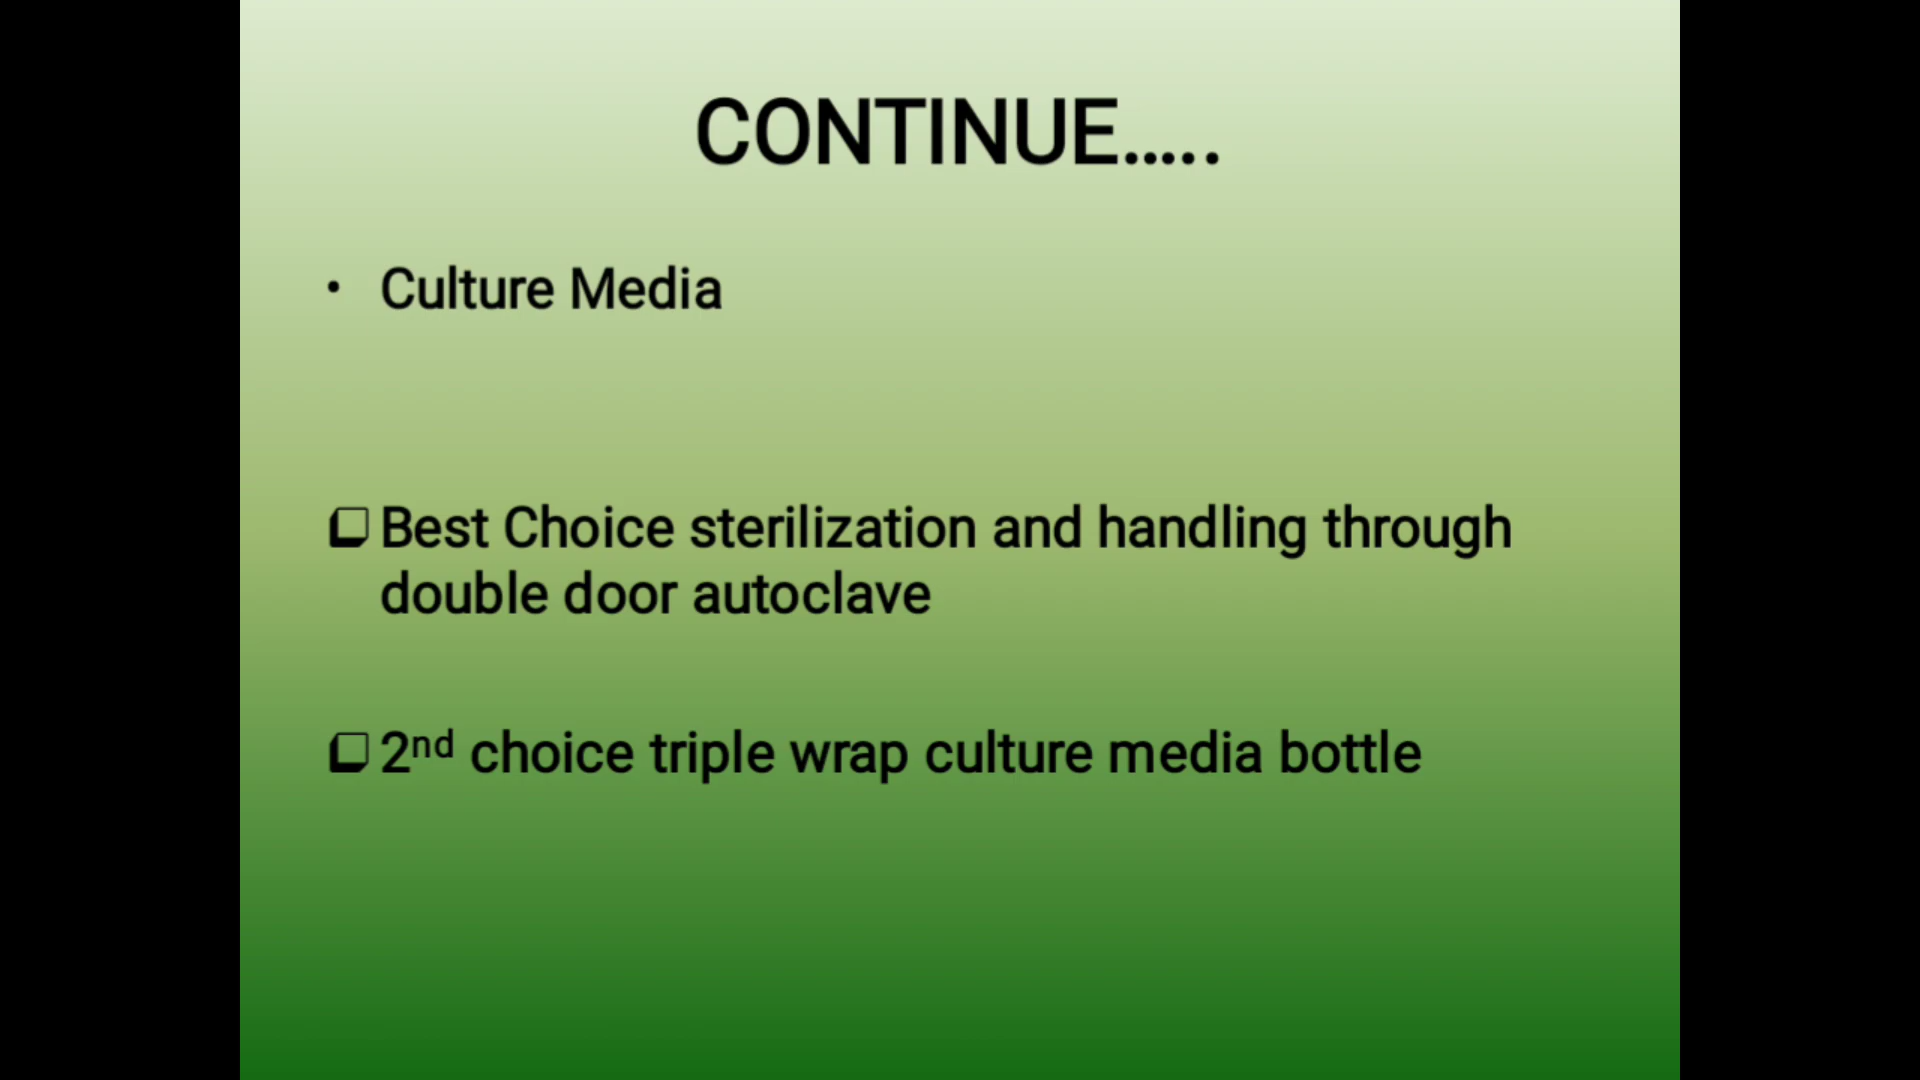 CONTINUE.....
• Culture Media
❑ Best Choice sterilization and handling through
double door autoclave
❑ 2nd choice triple wrap culture media bottle